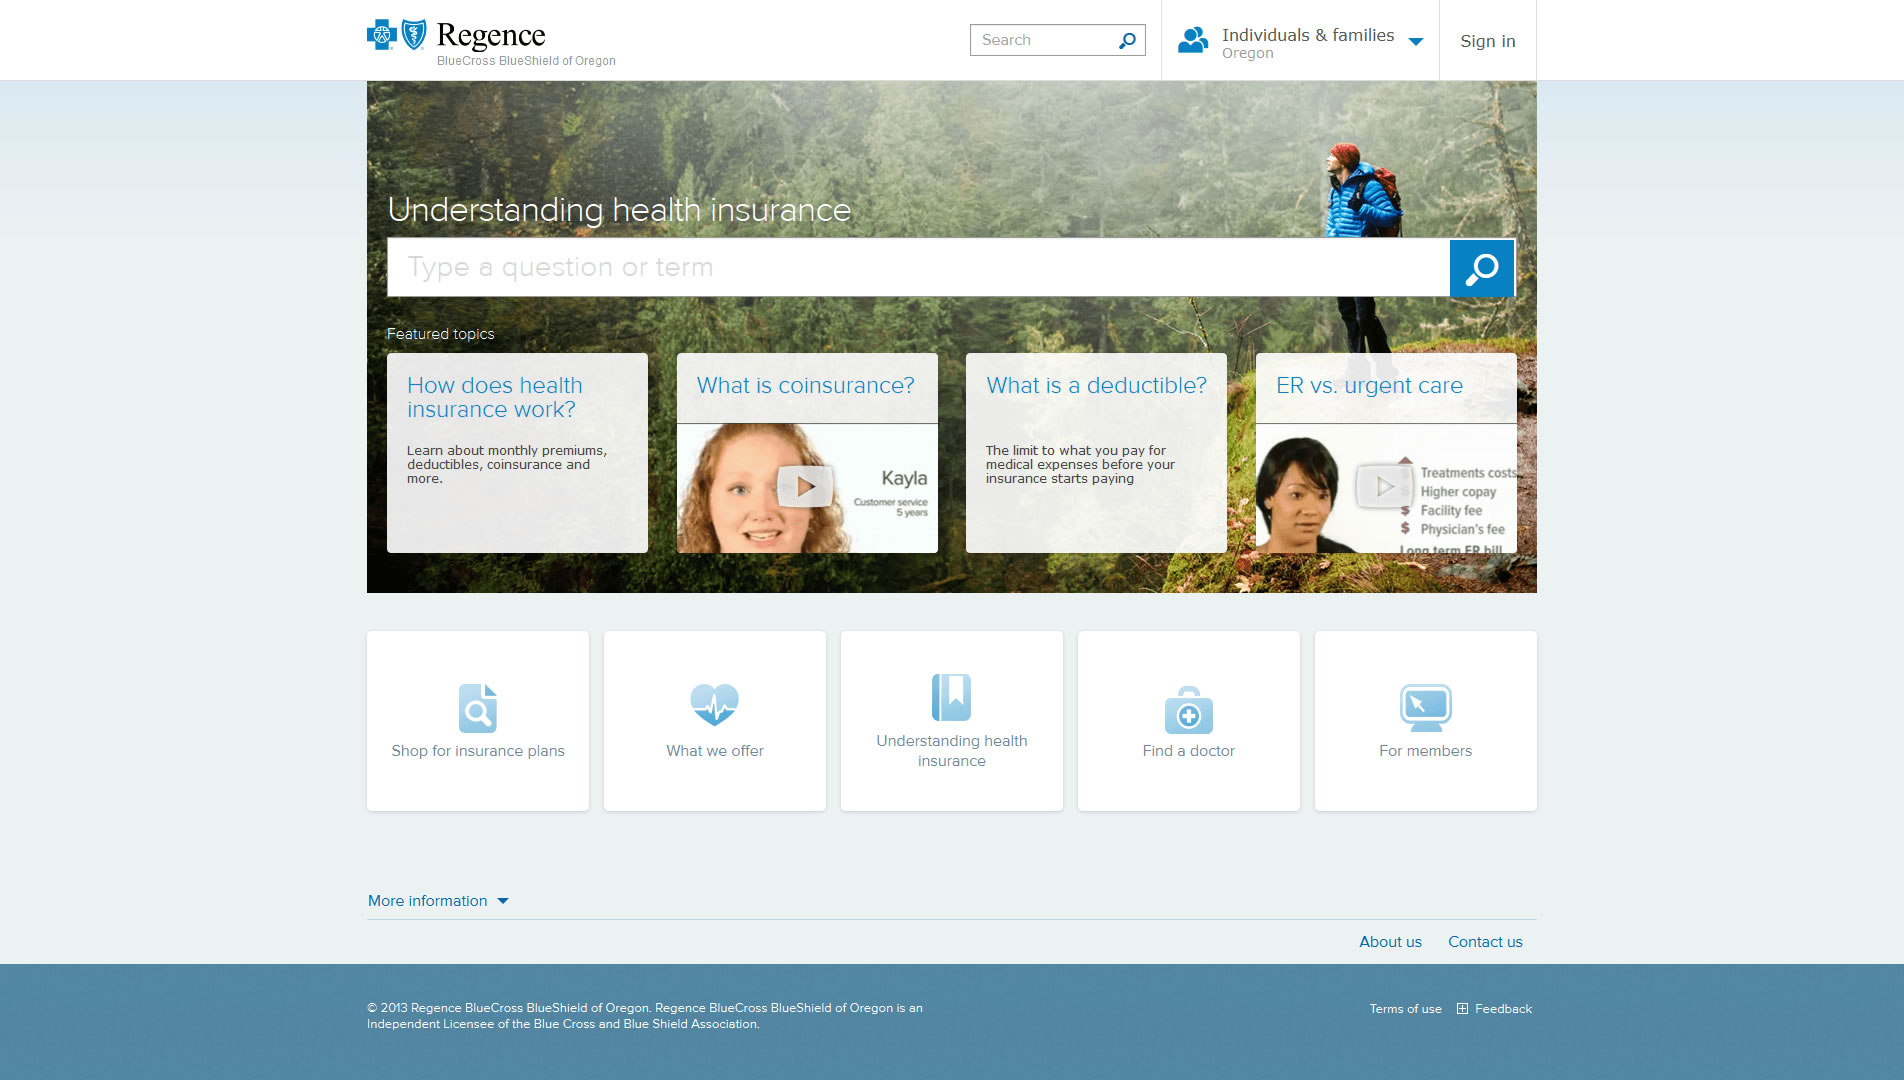 Regence
BlueCross BlueShield of Oregon
Search
Individuals & families
Oregon
Sign in
Understanding health insurance
Type a question or term
Featured topics
How does health
insurance work?
Learn about monthly premiums,
deductibles, coinsurance and
more.
What is coinsurance?
Kayla
Customer service
5 years
What is a deductible?
The limit to what you pay for
medical expenses before your
insurance starts paying
ER vs. urgent care
Treatments costs
$ Higher copay
$ Facility fee
$ Physician's fee
Long term ER bill
Shop for insurance plans
What we offer
Understanding health
insurance
Find a doctor
For members
More information
About us
Contact us
© 2013 Regence BlueCross BlueShield of Oregon. Regence BlueCross BlueShield of Oregon is an
Independent Licensee of the Blue Cross and Blue Shield Association.
Terms of use
Feedback